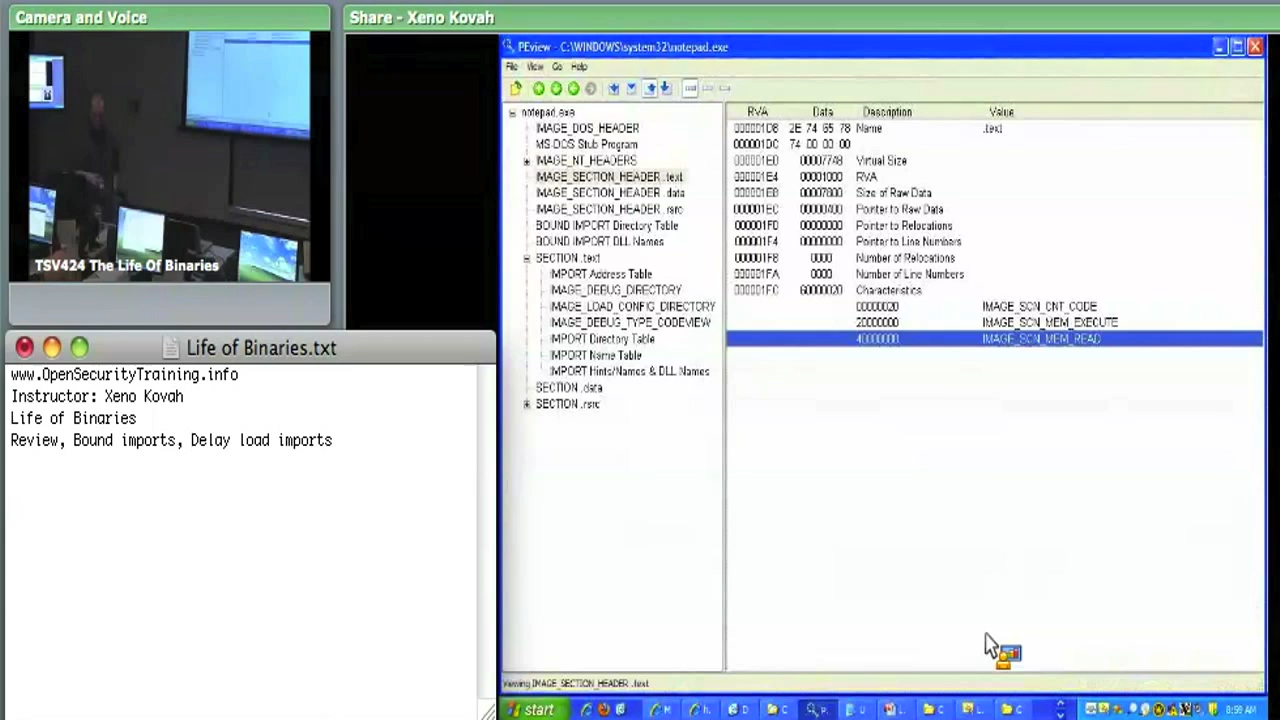 Camera and Voice
TSV424 The Life Of Binaries
Share - Xeno Kovah
Life of Binaries.txt
www.OpenSecurityTraining.info
Instructor: Xeno Kovah
Life of Binaries
Review, Bound imports, Delay load imports
PEview - C:\WINDOWS\system32\notepad.exe
File View Go Help
notepad.exe
IMAGE_DOS_HEADER
MS-DOS Stub Program
IMAGE_NT_HEADERS
IMAGE_SECTION_HEADER .text
IMAGE_SECTION_HEADER .data
IMAGE_SECTION_HEADER .rsrc
BOUND IMPORT Directory Table
BOUND IMPORT DLL Names
SECTION .text
IMPORT Address Table
IMAGE_DEBUG_DIRECTORY
IMAGE_LOAD_CONFIG_DIRECTORY
IMAGE_DEBUG_TYPE_CODEVIEW
IMPORT Directory Table
IMPORT Name Table
IMPORT Hints/Names & DLL Names
SECTION .data
SECTION .rsrc
RVA Data Description Value
000001D8 2E 74 65 78 Name .text
000001DC 74 00 00 00
000001E0 00007748 Virtual Size
000001E4 00001000 RVA
000001E8 00007800 Size of Raw Data
000001EC 00000400 Pointer to Raw Data
000001F0 00000000 Pointer to Relocations
000001F4 00000000 Pointer to Line Numbers
000001F8 0000 Number of Relocations
000001FA 0000 Number of Line Numbers
000001FC 60000020 Characteristics
00000020 IMAGE_SCN_CNT_CODE
20000000 IMAGE_SCN_MEM_EXECUTE
40000000 IMAGE_SCN_MEM_READ
Viewing IMAGE_SECTION_HEADER .text
start
8:59 AM